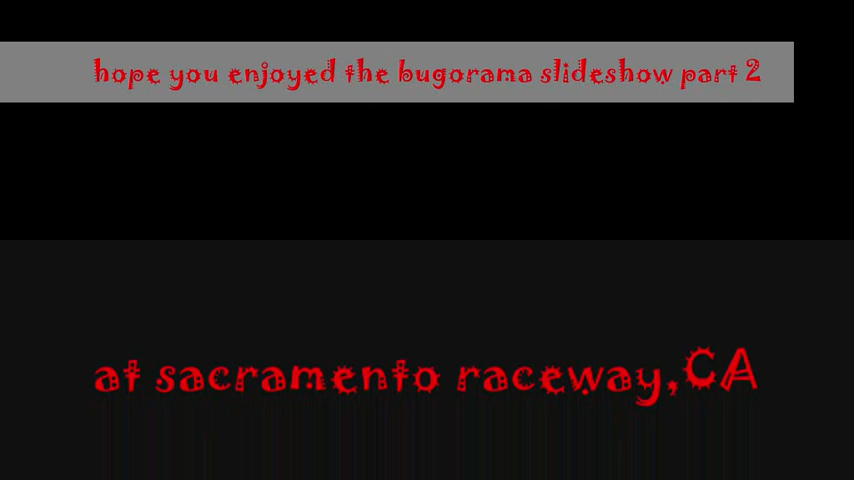 hope you enjoyed the bugorama slideshow part 2
at sacramento raceway,CA